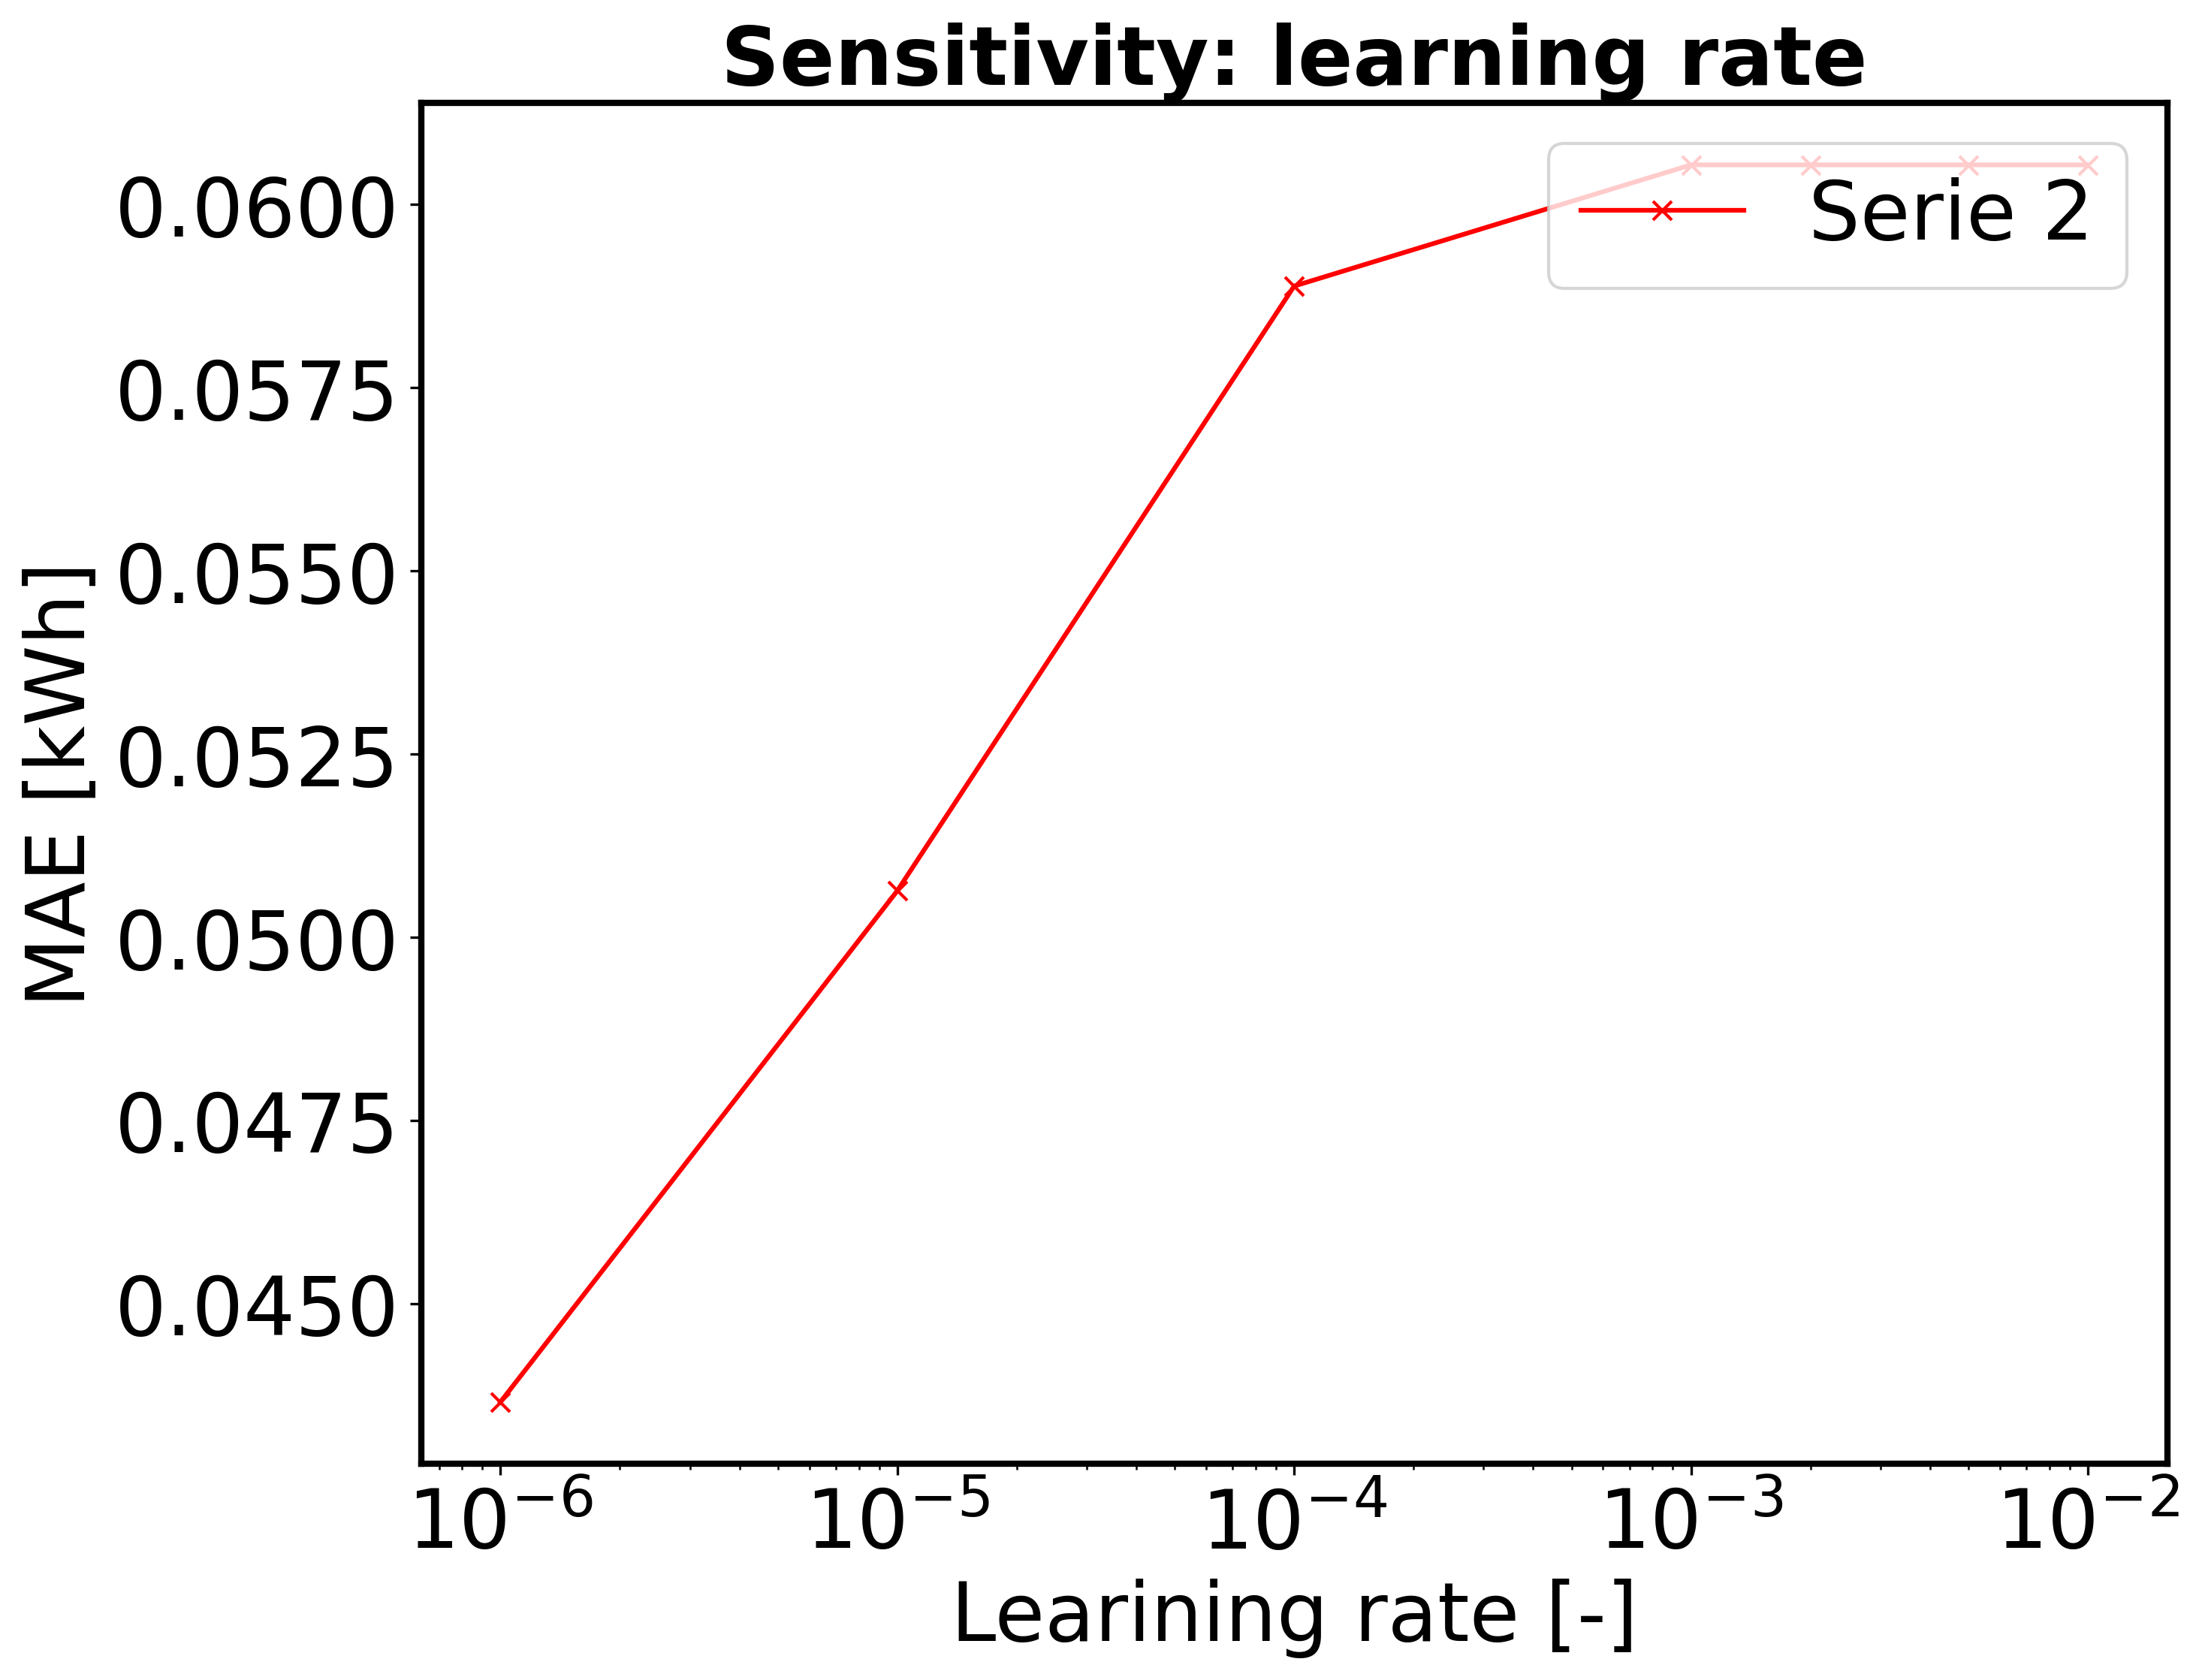 Sensitivity: learning rate
Serie 2
MAE [kWh]
0.0600
0.0575
0.0550
0.0525
0.0500
0.0475
0.0450
10⁻⁶ 10⁻⁵ 10⁻⁴ 10⁻³ 10⁻²
Learining rate [-]